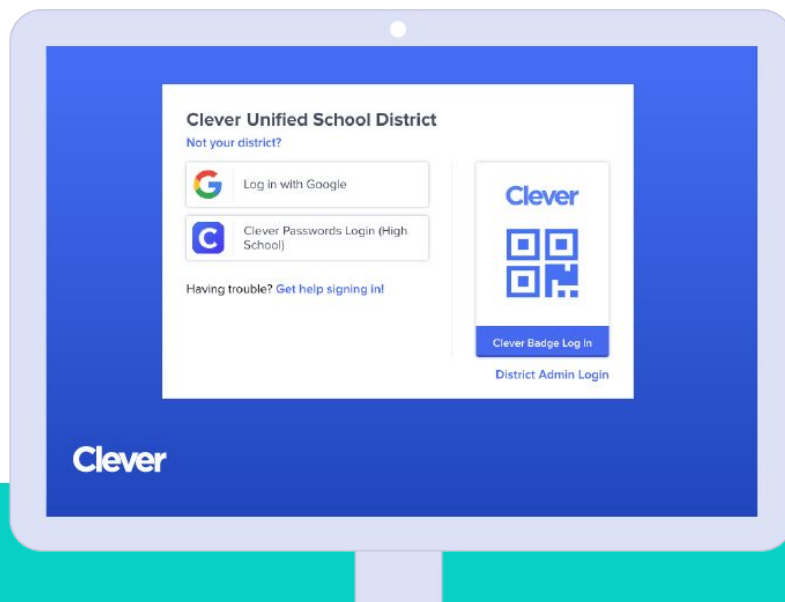 Clever Unified School District
Not your district?
Log in with Google
Clever Passwords Login (High
School)
Having trouble? Get help signing in!
Clever
Clever Badge Log In
District Admin Login
Clever